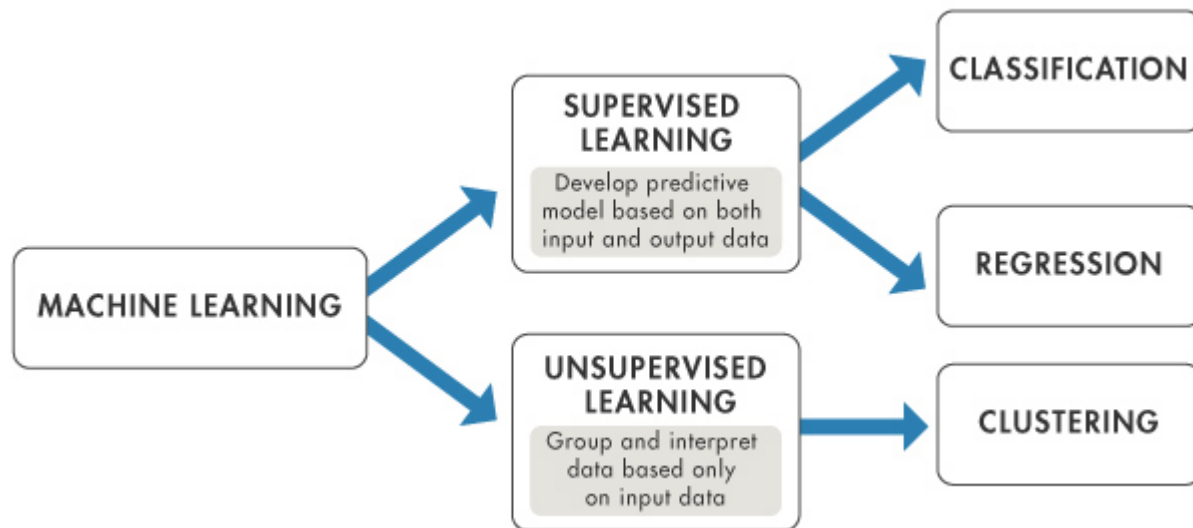 MACHINE LEARNING
SUPERVISED
LEARNING
Develop predictive
model based on both
input and output data
UNSUPERVISED
LEARNING
Group and interpret
data based only
on input data
CLASSIFICATION
REGRESSION
CLUSTERING